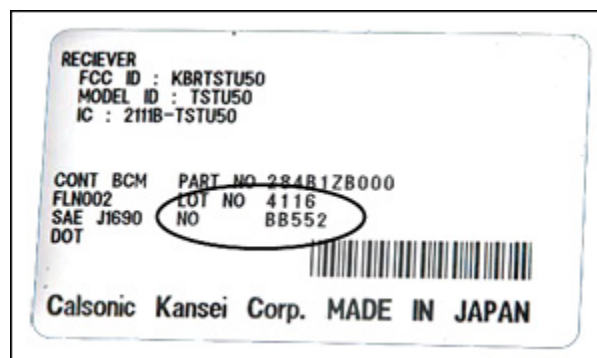 RECIEVER
FCC ID : KBRTSTU50
MODEL ID : TSTU50
IC : 2111B-TSTU50
CONT BCM PART NO 284B1ZB000
FLN002 LOT NO 4116
SAE J1690 NO BB552
DOT
Calsonic Kansei Corp. MADE IN JAPAN